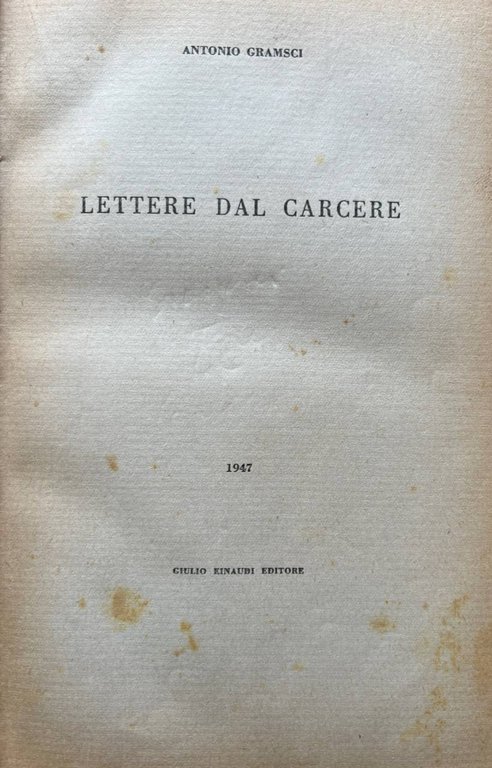 ANTONIO GRAMSCI
LETTERE DAL CARCERE
1947
GIULIO EINAUDI EDITORE